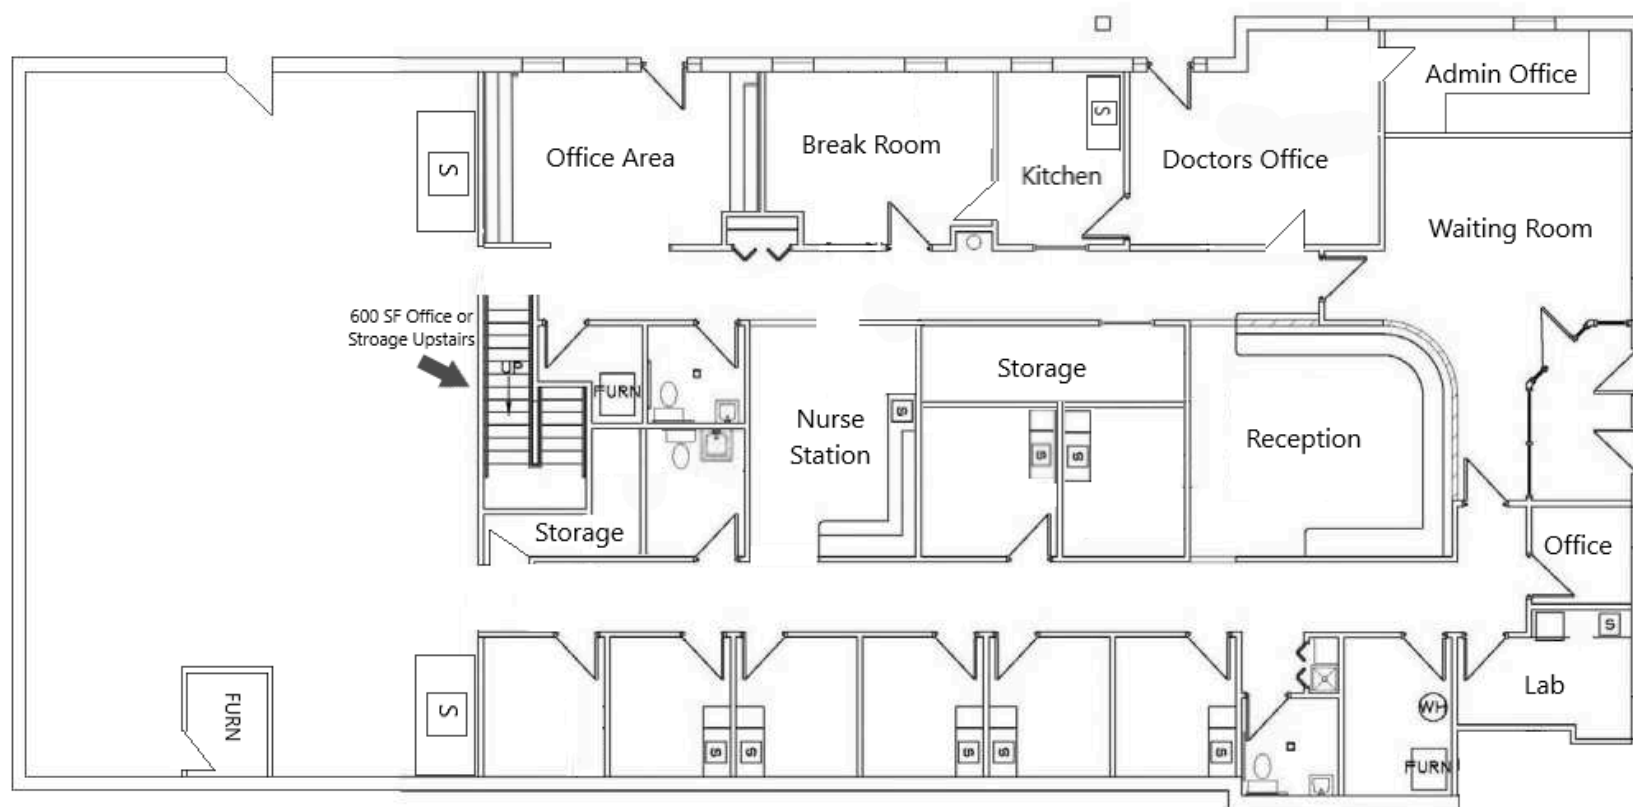 Admin Office
Office Area
Break Room
Kitchen
S
Doctors Office
S
Waiting Room
600 SF Office or
Stroage Upstairs
UP
FURN
Storage
Nurse
Station
S
S
S
Reception
Storage
Office
S
Lab
FURN
S
S
S
S
S
S
WH
FURN